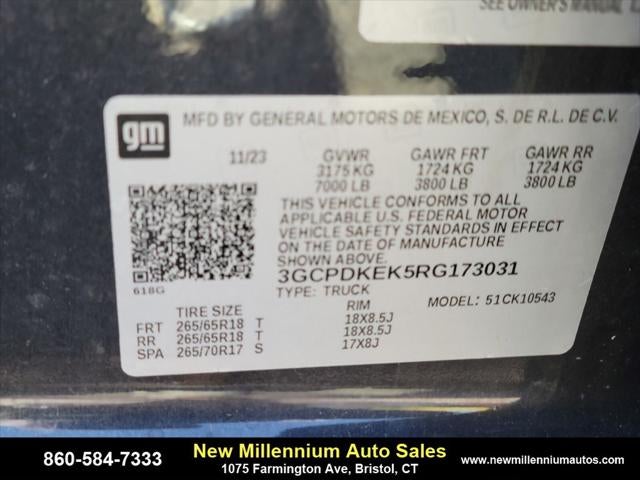 SEE OWNER'S MANUAL
gm
MFD BY GENERAL MOTORS DE MEXICO, S. DE R.L. DE C.V.
11/23 GVWR GAWR FRT GAWR RR
3175 KG 1724 KG 1724 KG
7000 LB 3800 LB 3800 LB
THIS VEHICLE CONFORMS TO ALL
APPLICABLE U.S. FEDERAL MOTOR
VEHICLE SAFETY STANDARDS IN EFFECT
ON THE DATE OF MANUFACTURE
SHOWN ABOVE.
3GCPDKEK5RG173031
618G
TYPE: TRUCK MODEL: 51CK10543
TIRE SIZE RIM
FRT 265/65R18 T 18X8.5J
RR 265/65R18 T 18X8.5J
SPA 265/70R17 S 17X8J
860-584-7333
New Millennium Auto Sales
1075 Farmington Ave, Bristol, CT
www.newmillenniumautos.com